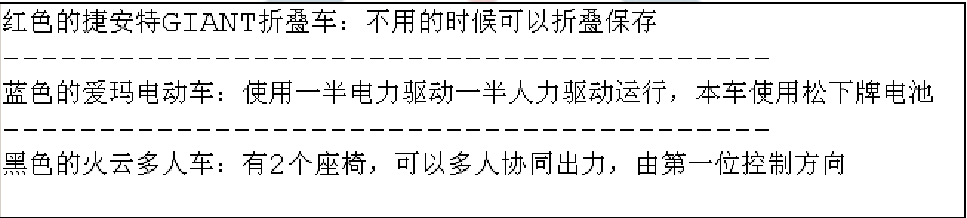 红色的捷安特GIANT折叠车：不用的时候可以折叠保存
----------------------------------------
蓝色的爱玛电动车：使用一半电力驱动一半人力驱动运行，本车使用松下牌电池
----------------------------------------
黑色的火云多人车：有2个座椅，可以多人协同出力，由第一位控制方向